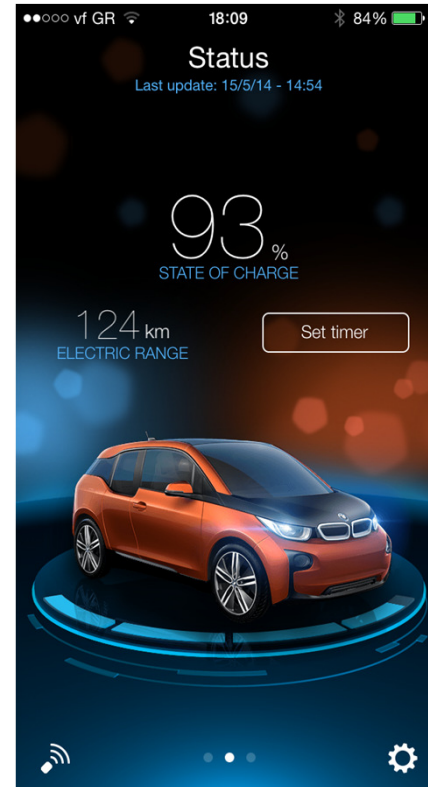 vf GR 18:09 84%
Status
Last update: 15/5/14 - 14:54
93 %
STATE OF CHARGE
124 km
ELECTRIC RANGE
Set timer